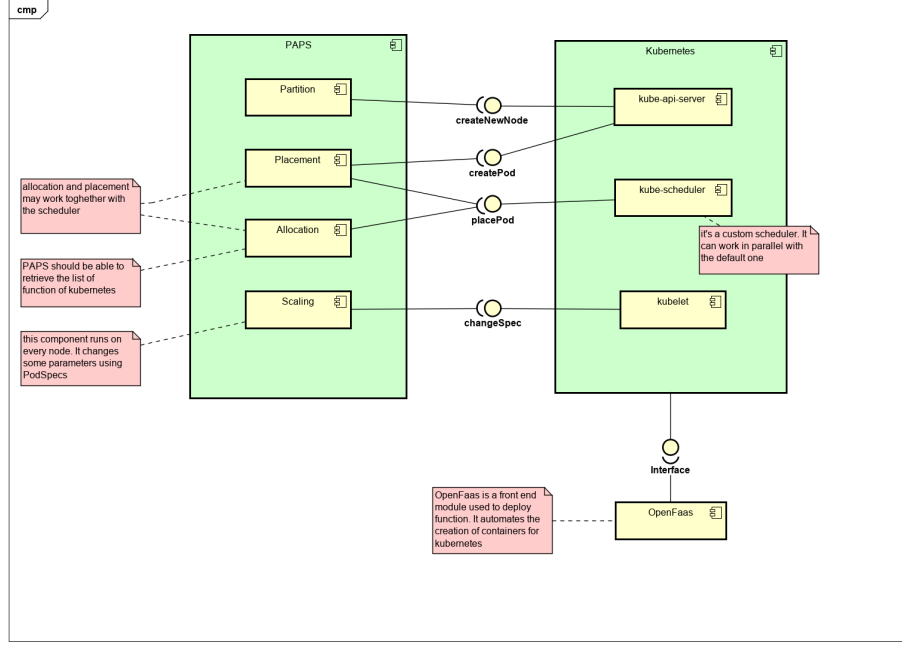 cmp
PAPS
Kubernetes
Partition
kube-api-server
createNewNode
Placement
createPod
allocation and placement
may work toghether with
the scheduler
kube-scheduler
placePod
Allocation
it's a custom scheduler. It
can work in parallel with
the default one
PAPS should be able to
retrieve the list of
function of kubernetes
Scaling
kubelet
changeSpec
this component runs on
every node. It changes
some parameters using
PodSpecs
Interface
OpenFaas is a front end
module used to deploy
function. It automates the
creation of containers for
kubernetes
OpenFaas